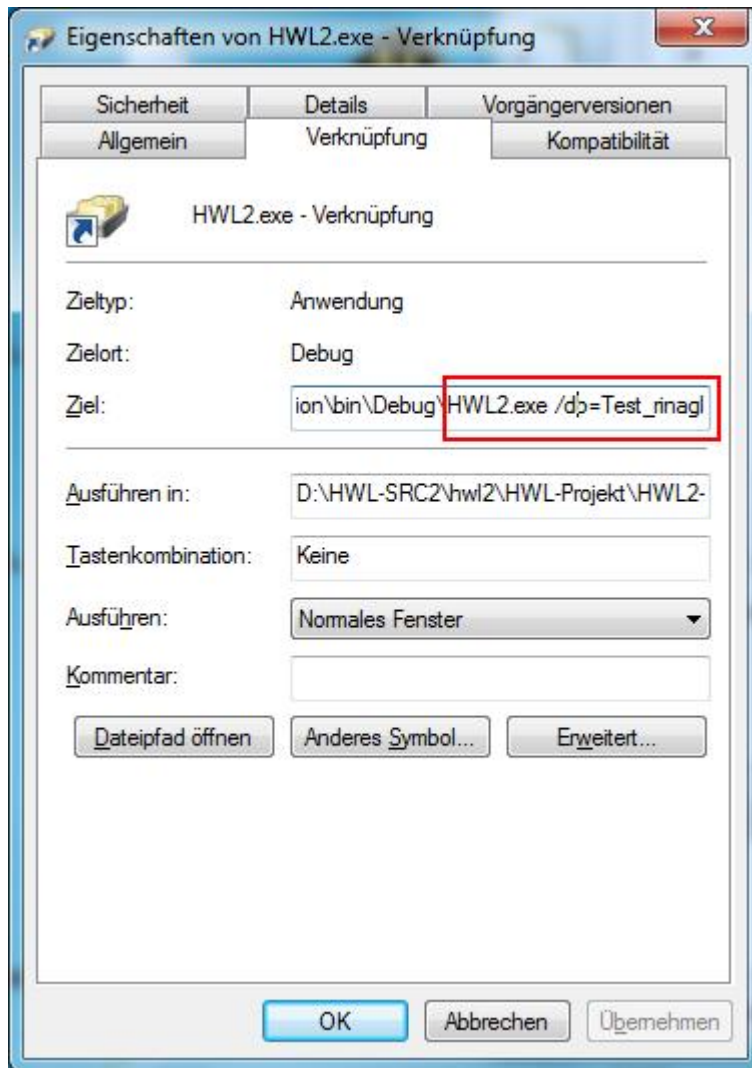 Eigenschaften von HWL2.exe - Verknüpfung
Sicherheit Details Vorgängerversionen
Allgemein Verknüpfung Kompatibilität
HWL2.exe - Verknüpfung
Zieltyp: Anwendung
Zielort: Debug
Ziel: ion\bin\Debug\HWL2.exe /db=Test_rinagl
Ausführen in: D:\HWL-SRC2\hwl2\HWL-Projekt\HWL2-
Tastenkombination: Keine
Ausführen: Normales Fenster
Kommentar:
Dateipfad öffnen Anderes Symbol... Erweitert...
OK Abbrechen Übernehmen